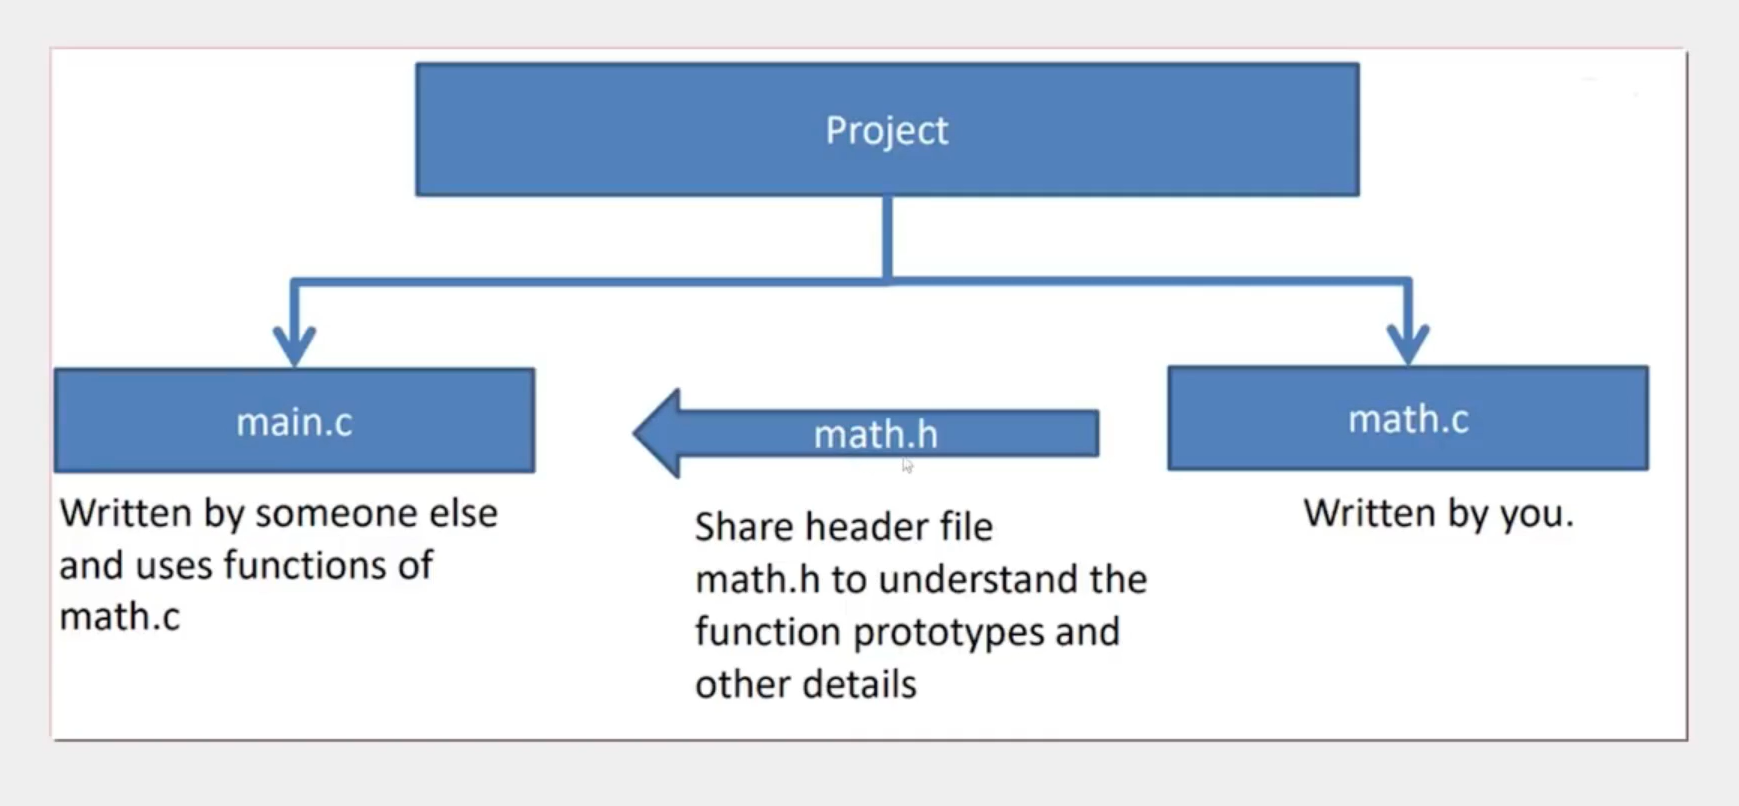 Project
main.c
math.h
math.c
Written by someone else
and uses functions of
math.c
Share header file
math.h to understand the
function prototypes and
other details
Written by you.